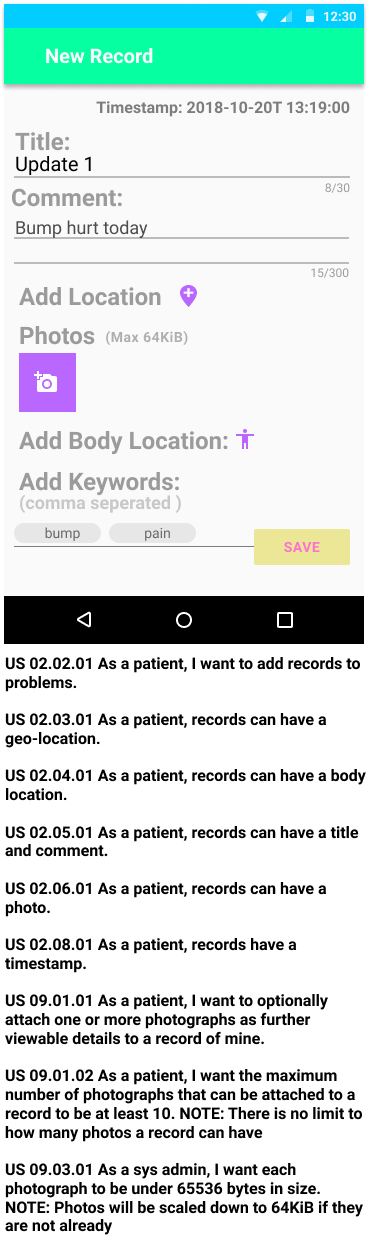 12:30
New Record
Timestamp: 2018-10-20T 13:19:00
Title:
Update 1
8/30
Comment:
Bump hurt today
15/300
Add Location
Photos (Max 64KiB)
Add Body Location:
Add Keywords:
(comma seperated )
bump pain
SAVE
US 02.02.01 As a patient, I want to add records to
problems.
US 02.03.01 As a patient, records can have a
geo-location.
US 02.04.01 As a patient, records can have a body
location.
US 02.05.01 As a patient, records can have a title
and comment.
US 02.06.01 As a patient, records can have a
photo.
US 02.08.01 As a patient, records have a
timestamp.
US 09.01.01 As a patient, I want to optionally
attach one or more photographs as further
viewable details to a record of mine.
US 09.01.02 As a patient, I want the maximum
number of photographs that can be attached to a
record to be at least 10. NOTE: There is no limit to
how many photos a record can have
US 09.03.01 As a sys admin, I want each
photograph to be under 65536 bytes in size.
NOTE: Photos will be scaled down to 64KiB if they
are not already